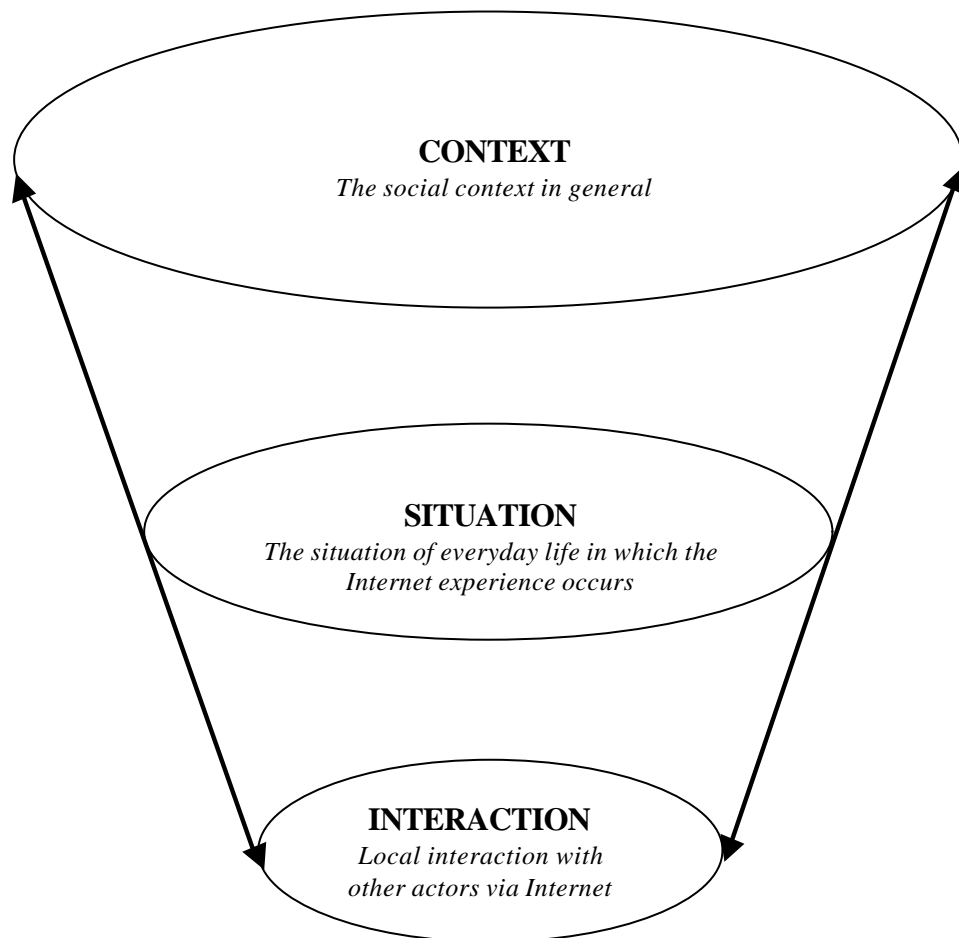 CONTEXT
The social context in general
SITUATION
The situation of everyday life in which the
Internet experience occurs
INTERACTION
Local interaction with
other actors via Internet